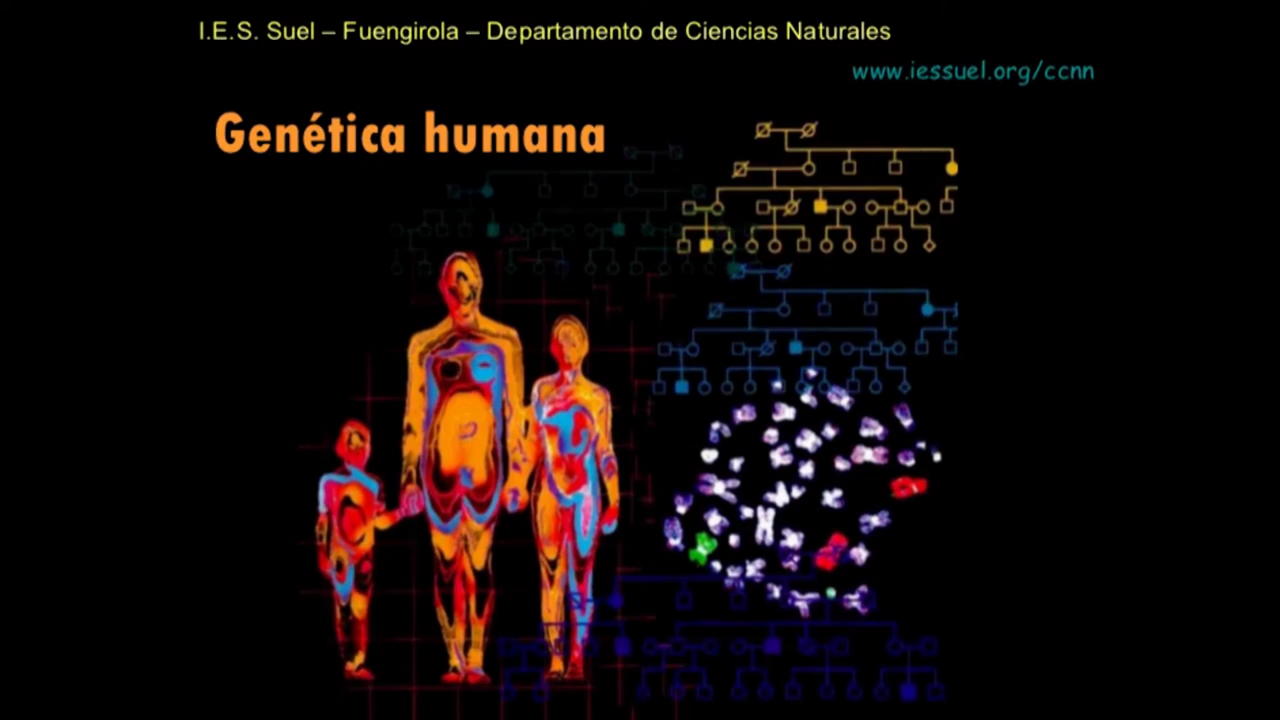 I.E.S. Suel – Fuengirola – Departamento de Ciencias Naturales
www.iessuel.org/ccnn
Genética humana